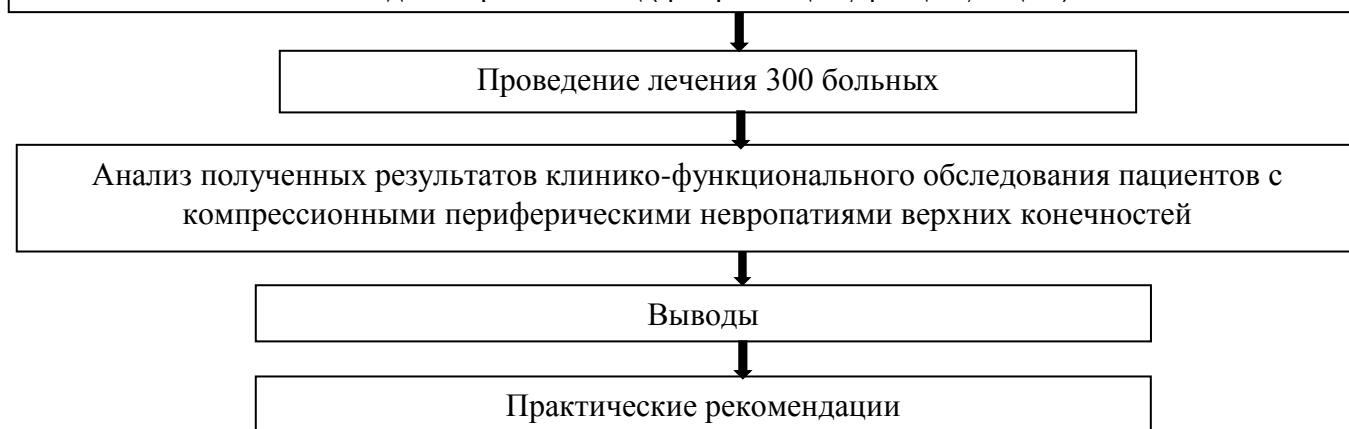 Проведение лечения 300 больных
Анализ полученных результатов клинико-функционального обследования пациентов с
компрессионными периферическими невропатиями верхних конечностей
Выводы
Практические рекомендации